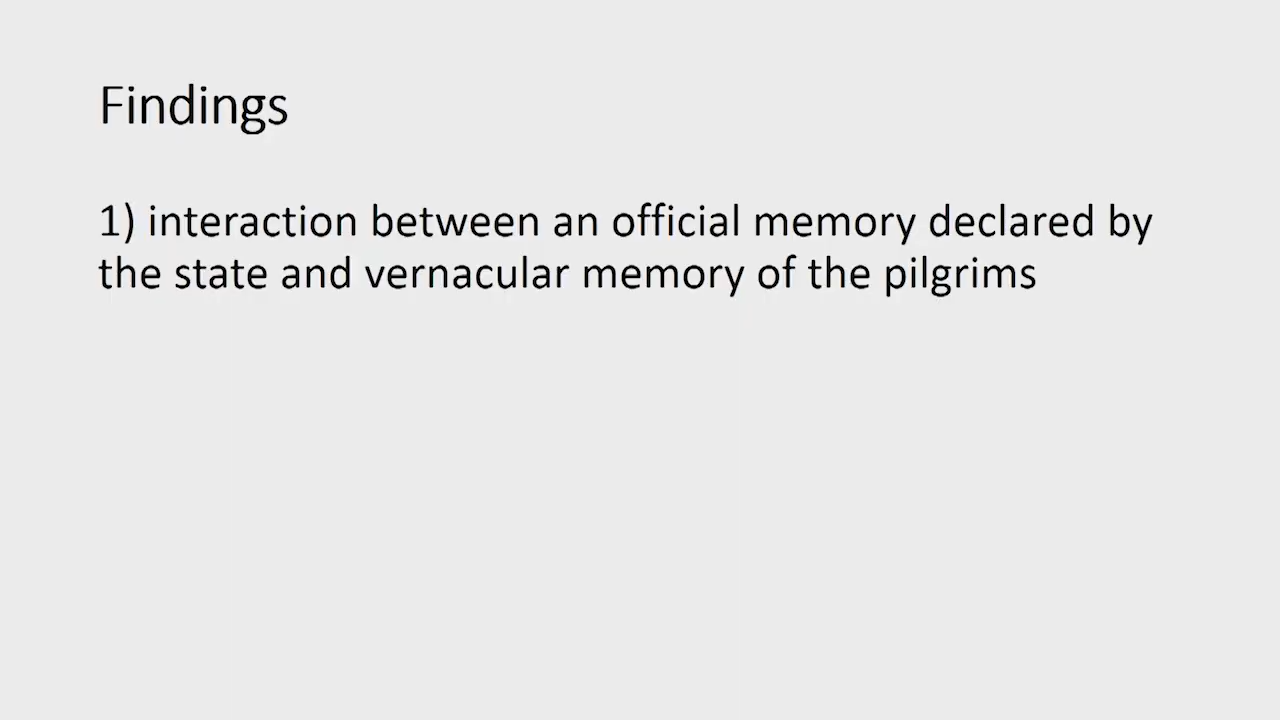 Findings
1) interaction between an official memory declared by
the state and vernacular memory of the pilgrims